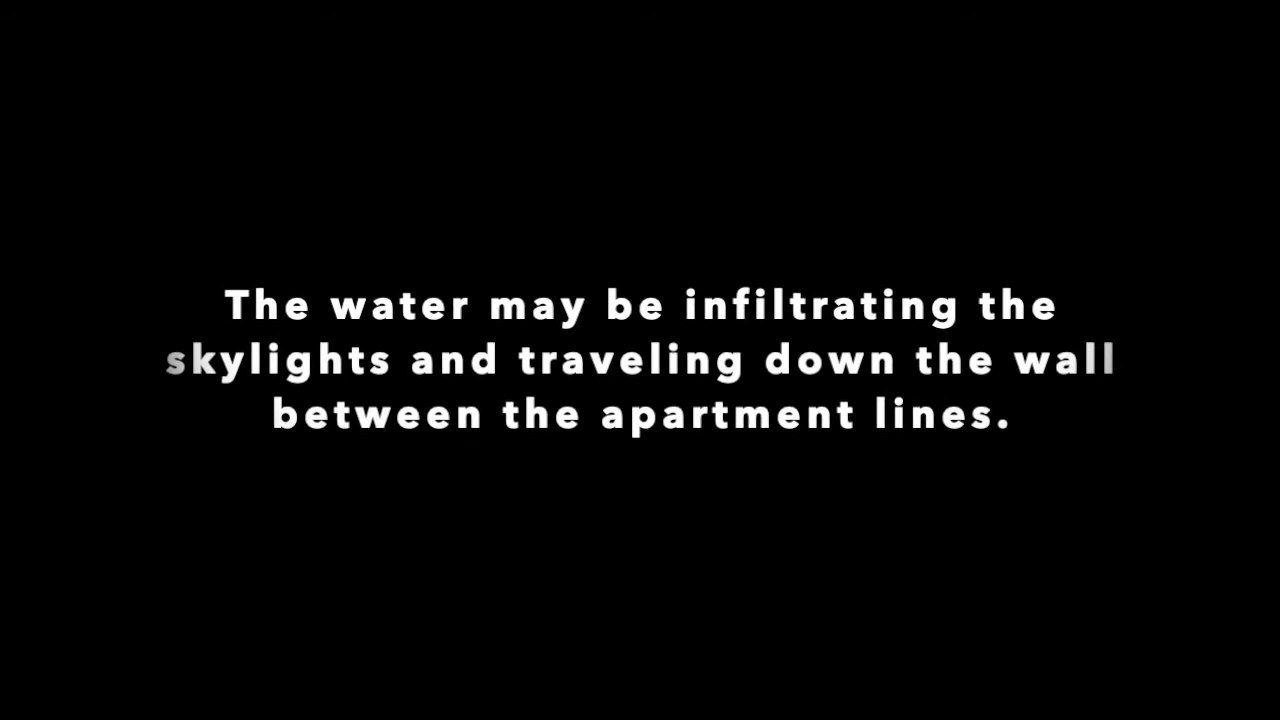 The water may be infiltrating the
skylights and traveling down the wall
between the apartment lines.